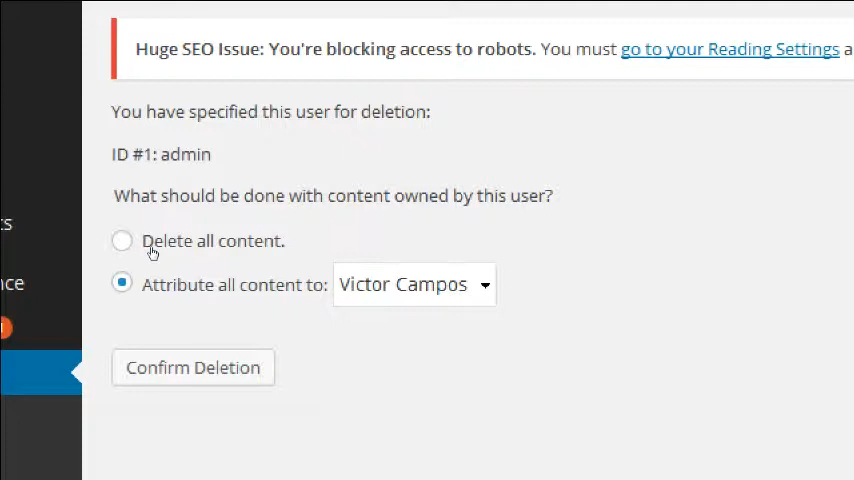 Huge SEO Issue: You're blocking access to robots. You must go to your Reading Settings a
You have specified this user for deletion:
ID #1: admin
What should be done with content owned by this user?
Delete all content.
Attribute all content to: Victor Campos
Confirm Deletion
ts
nce